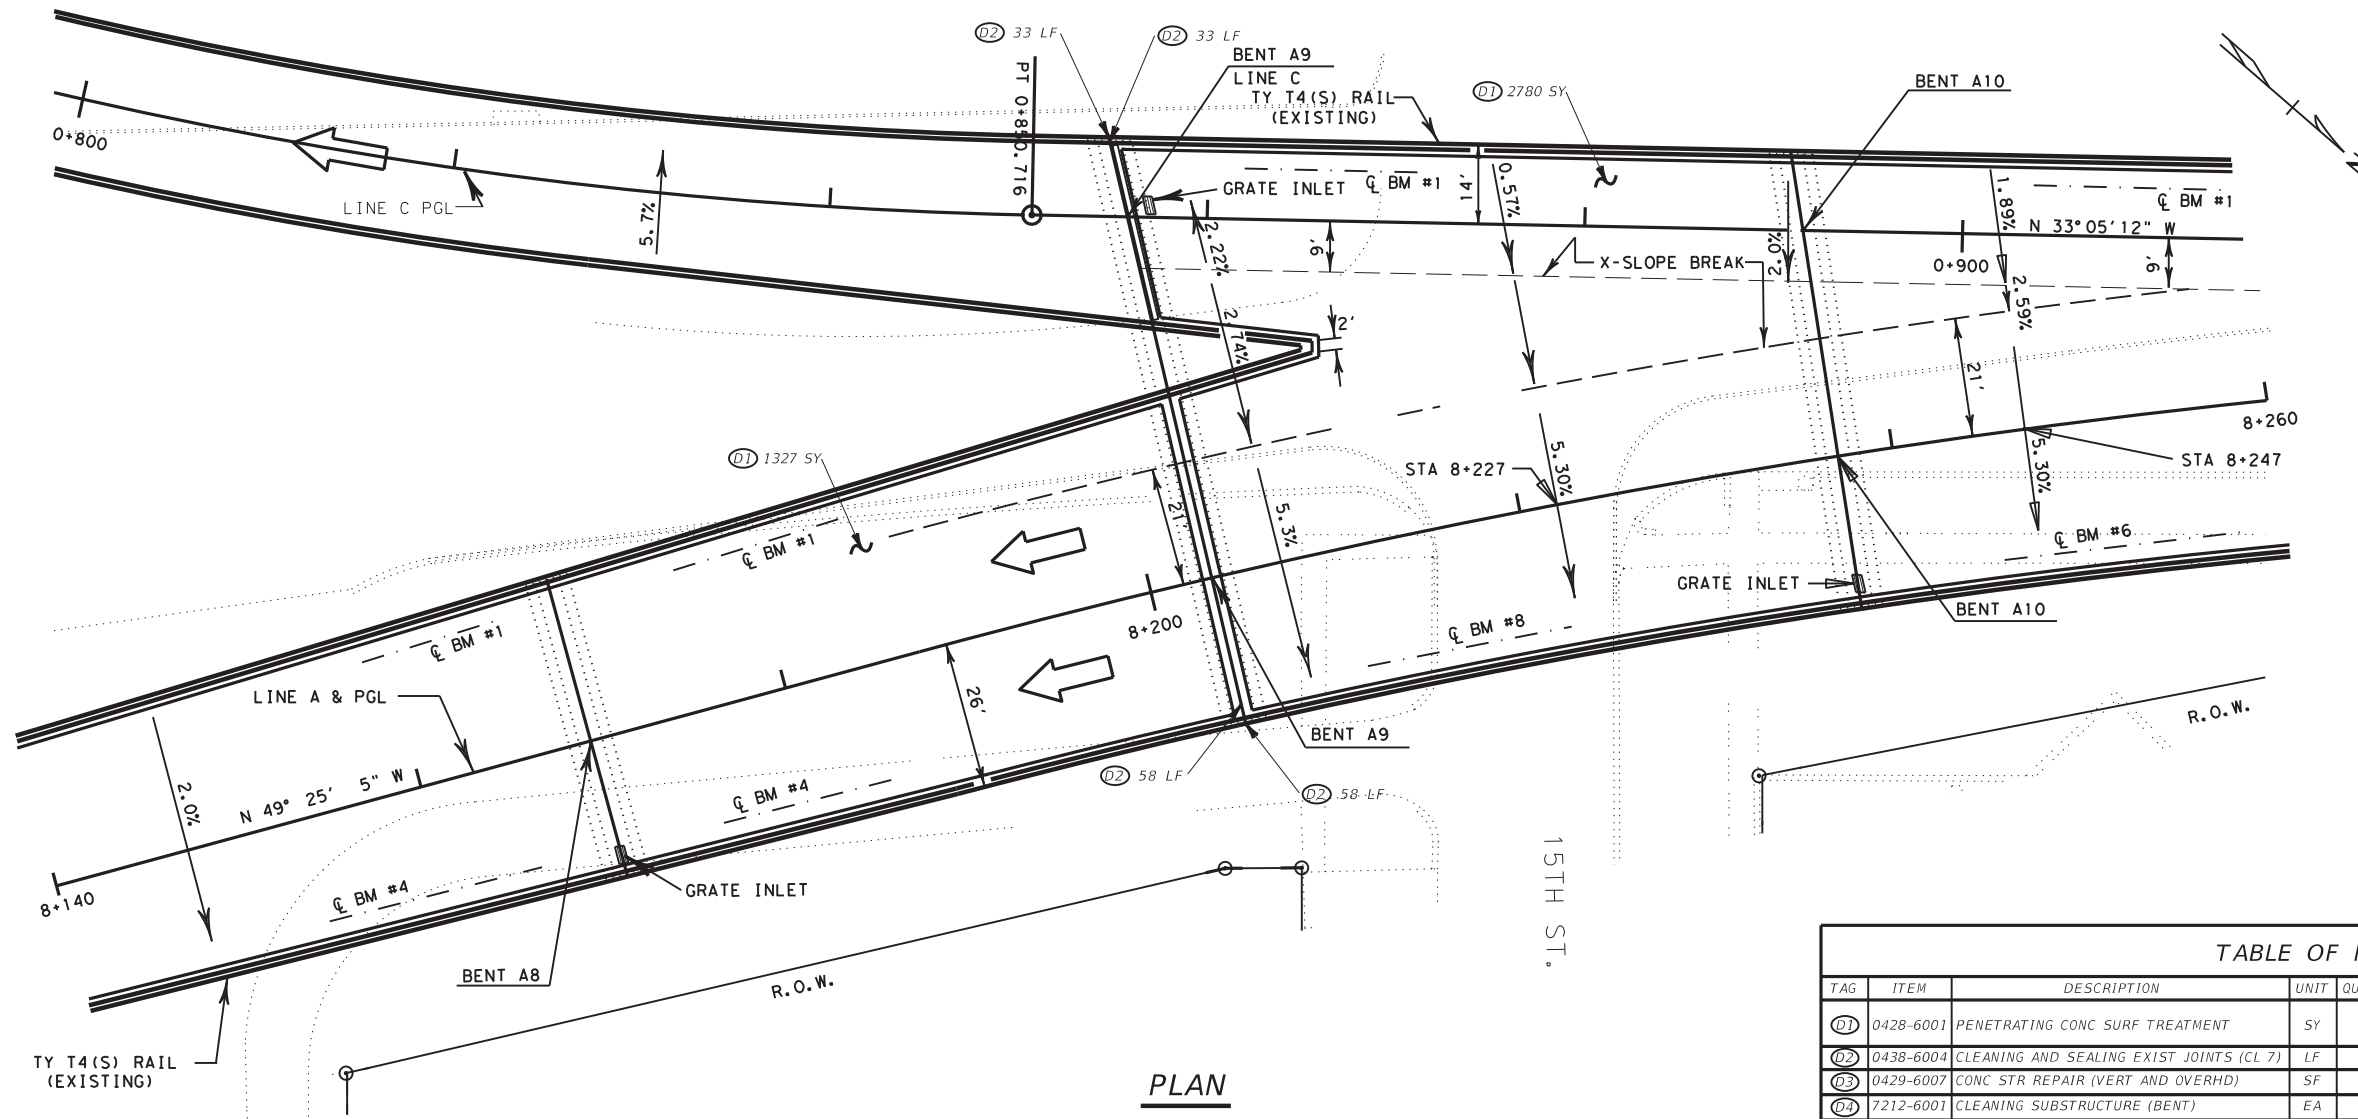 D2 33 LF
D2 33 LF
BENT A9
LINE C
TY T4(S) RAIL
(EXISTING)
D1 2780 SY
BENT A10
PT 0+850.716
0+800
LINE C PGL
5.7%
GRATE INLET
℄ BM #1
14'
0.57%
2.22%
6'
X-SLOPE BREAK
2.0%
1.89%
℄ BM #1
N 33°05'12" W
0+900
6'
2.59%
2'
2.74%
21'
8+260
D1 1327 SY
STA 8+227
5.30%
STA 8+247
5.30%
℄ BM #1
21'
5.3%
℄ BM #6
GRATE INLET
BENT A10
8+200
℄ BM #8
℄ BM #1
LINE A & PGL
26'
BENT A9
R.O.W.
2.0%
N 49° 25' 5" W
℄ BM #4
D2 58 LF
D2 58 LF
8+140
℄ BM #4
GRATE INLET
15TH ST.
BENT A8
R.O.W.
TY T4(S) RAIL
(EXISTING)
PLAN
TABLE OF
TAG ITEM DESCRIPTION UNIT
D1 0428-6001 PENETRATING CONC SURF TREATMENT SY
D2 0438-6004 CLEANING AND SEALING EXIST JOINTS (CL 7) LF
D3 0429-6007 CONC STR REPAIR (VERT AND OVERHD) SF
D4 7212-6001 CLEANING SUBSTRUCTURE (BENT) EA